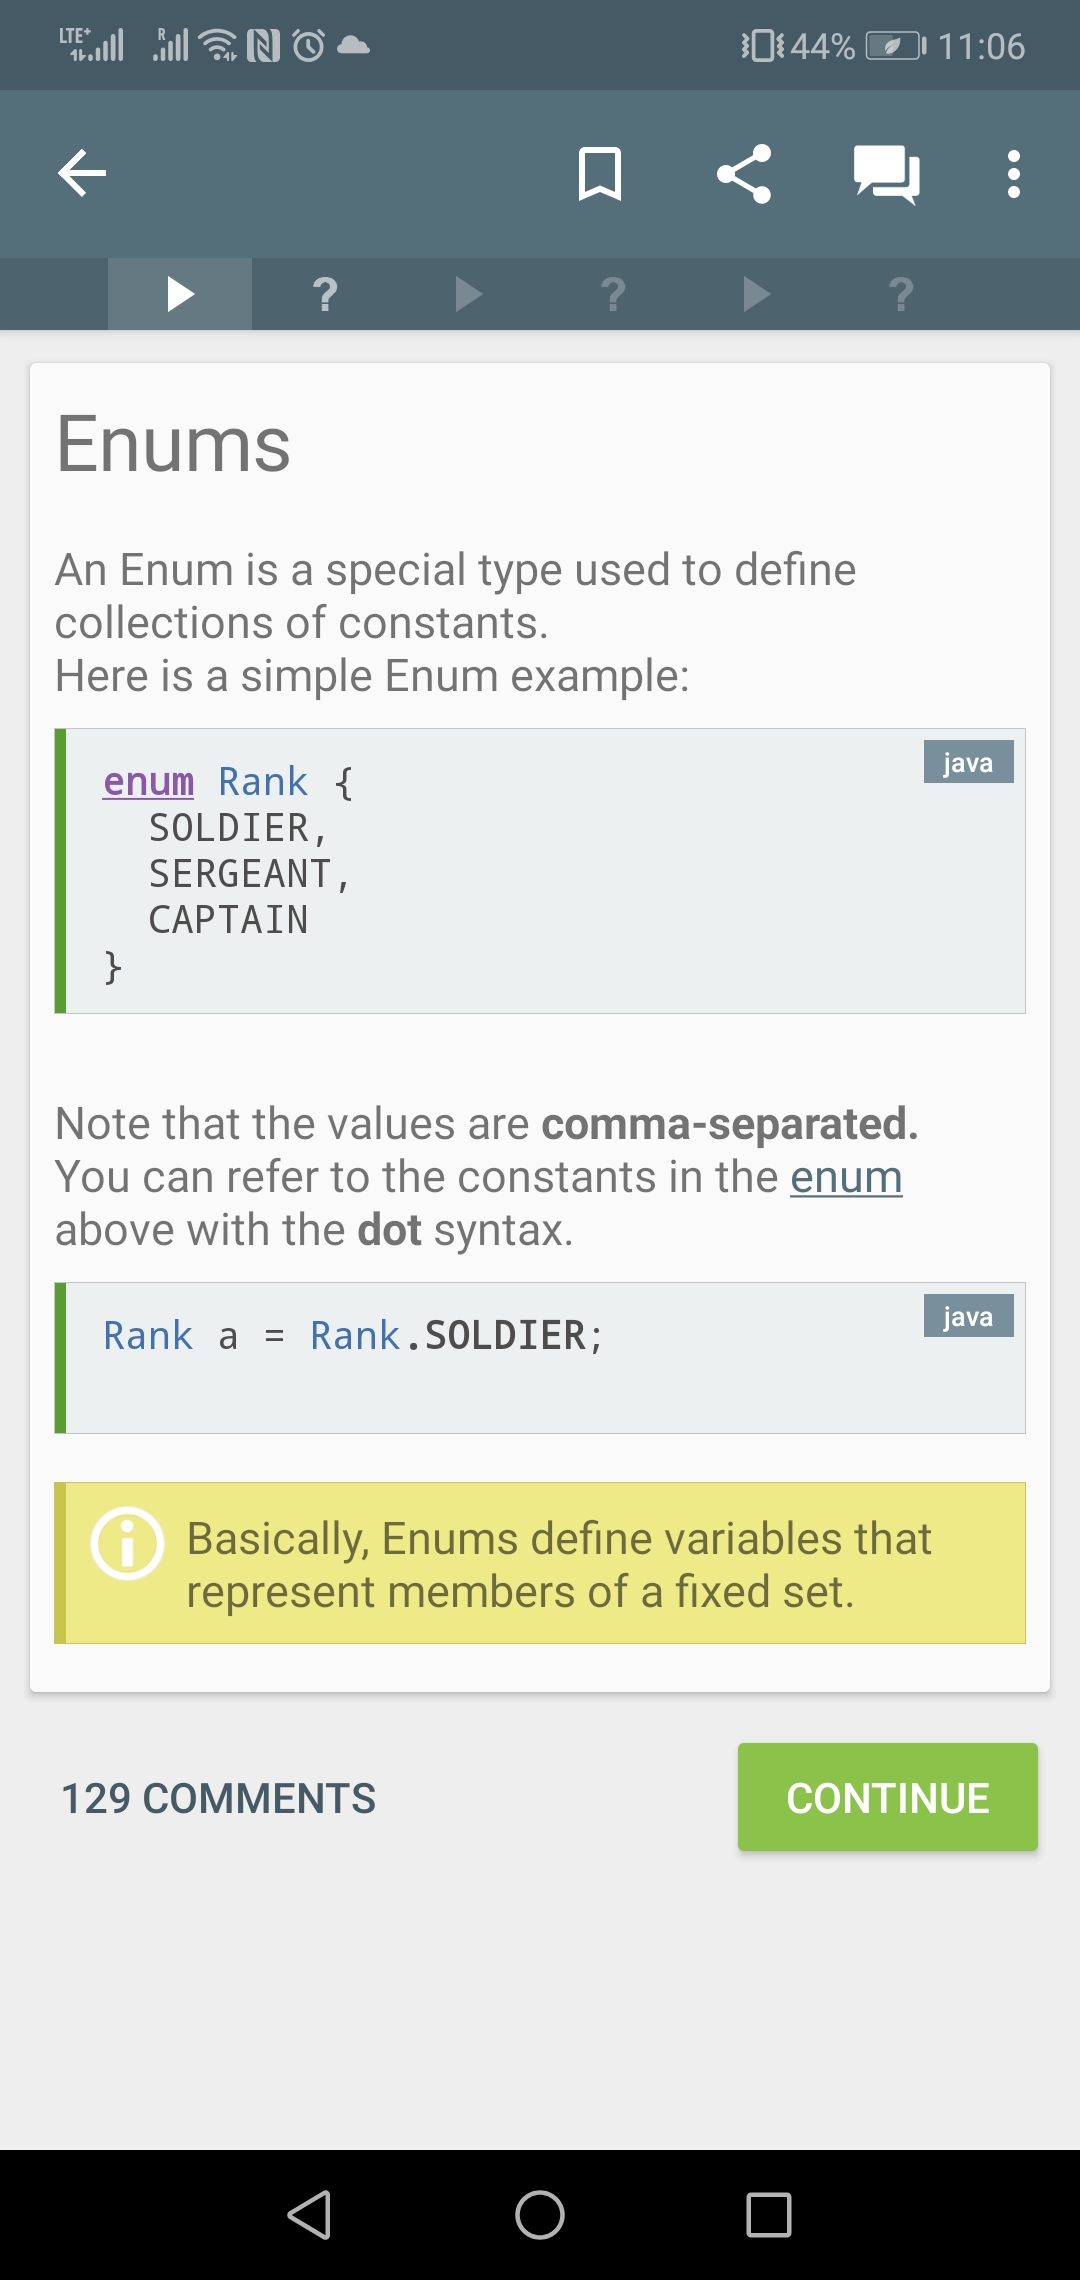 LTE+ R 44% 11:06
? ? ?
Enums
An Enum is a special type used to define
collections of constants.
Here is a simple Enum example:
java
enum Rank {
SOLDIER,
SERGEANT,
CAPTAIN
}
Note that the values are comma-separated.
You can refer to the constants in the enum
above with the dot syntax.
java
Rank a = Rank.SOLDIER;
Basically, Enums define variables that
represent members of a fixed set.
129 COMMENTS CONTINUE